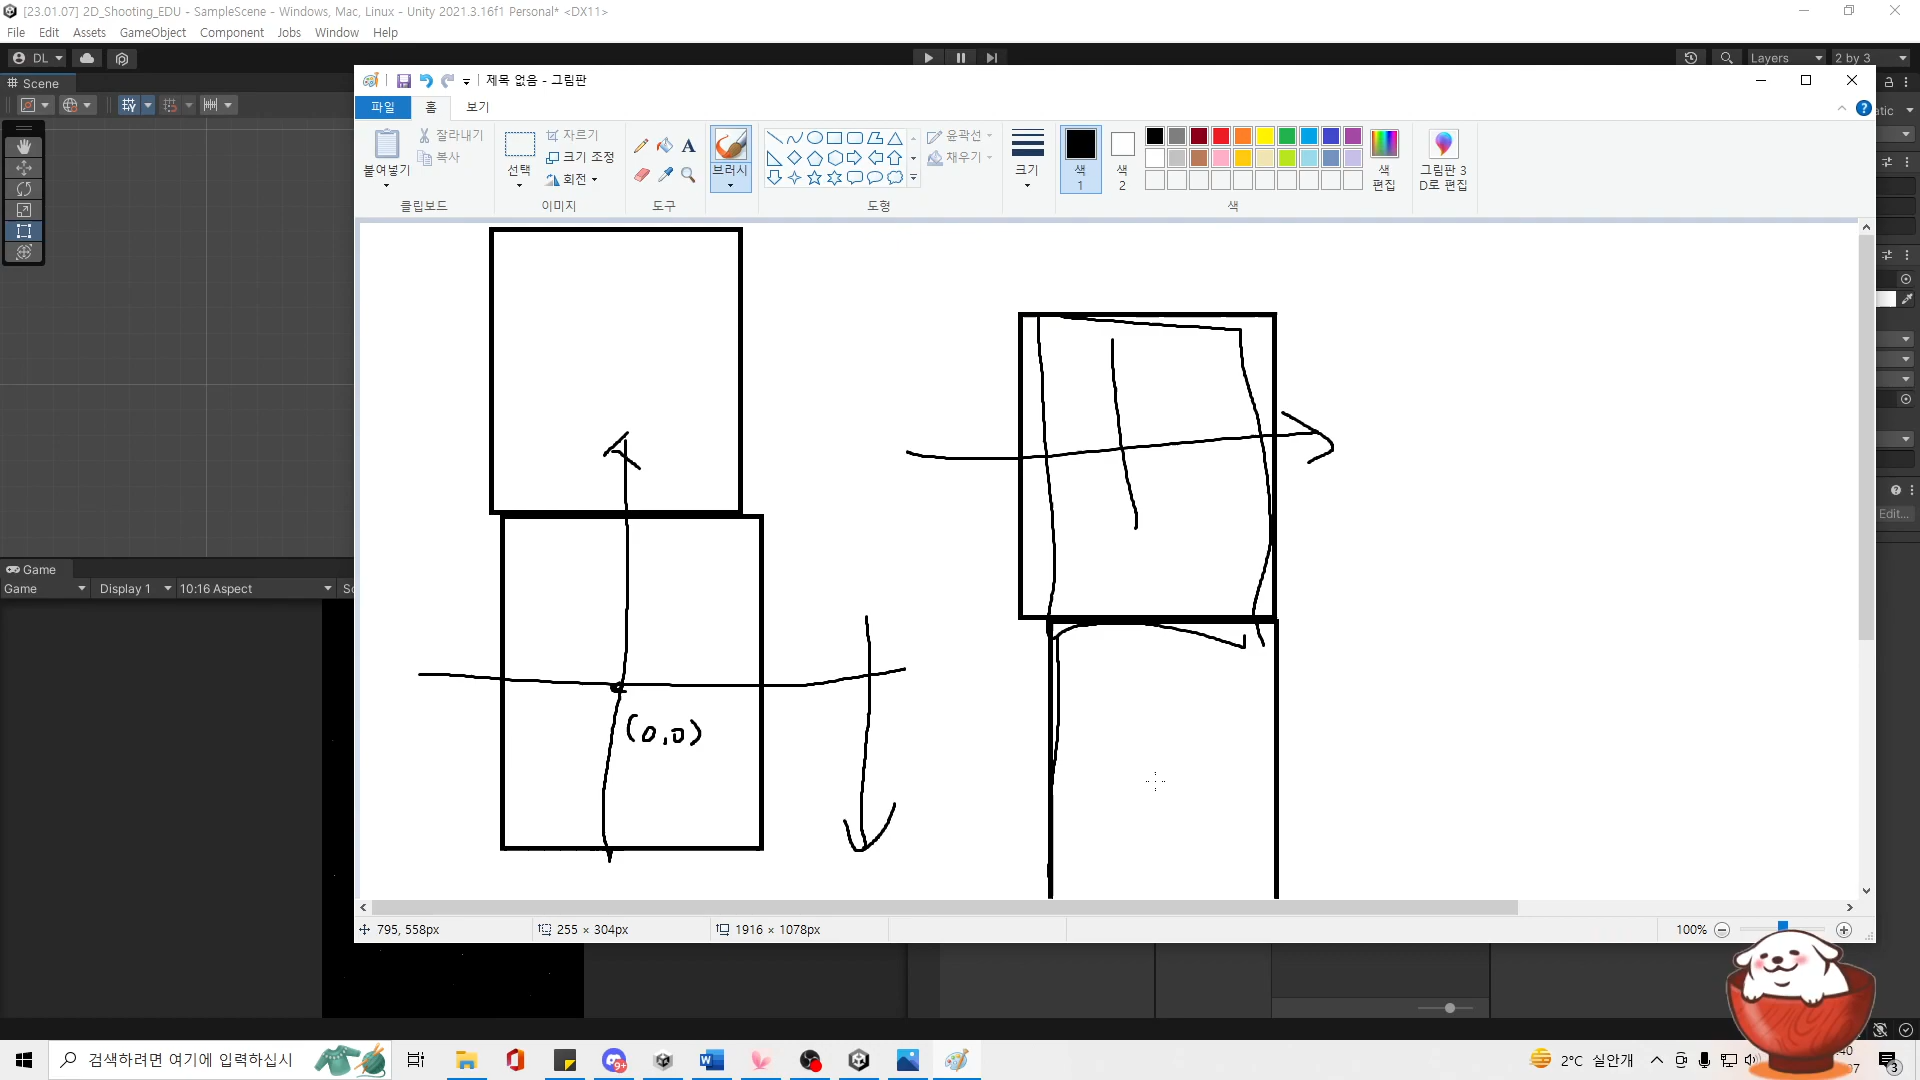 [23.01.07] 2D_Shooting_EDU - SampleScene - Windows, Mac, Linux - Unity 2021.3.16f1 Personal* <DX11>
File Edit Assets GameObject Component Jobs Window Help
DL Layers 2 by 3
Scene
제목 없음 - 그림판
파일 홈 보기
붙여넣기 잘라내기 복사 클립보드
선택 자르기 크기 조정 회전 이미지
A 도구
브러시
윤곽선 채우기 도형
크기
색 1 색 2 색 편집 색
그림판 3D로 편집
Edit...
(0,0)
Game
Game Display 1 10:16 Aspect
795, 558px 255 × 304px 1916 × 1078px 100%
검색하려면 여기에 입력하십시
9+
2°C 실안개
3